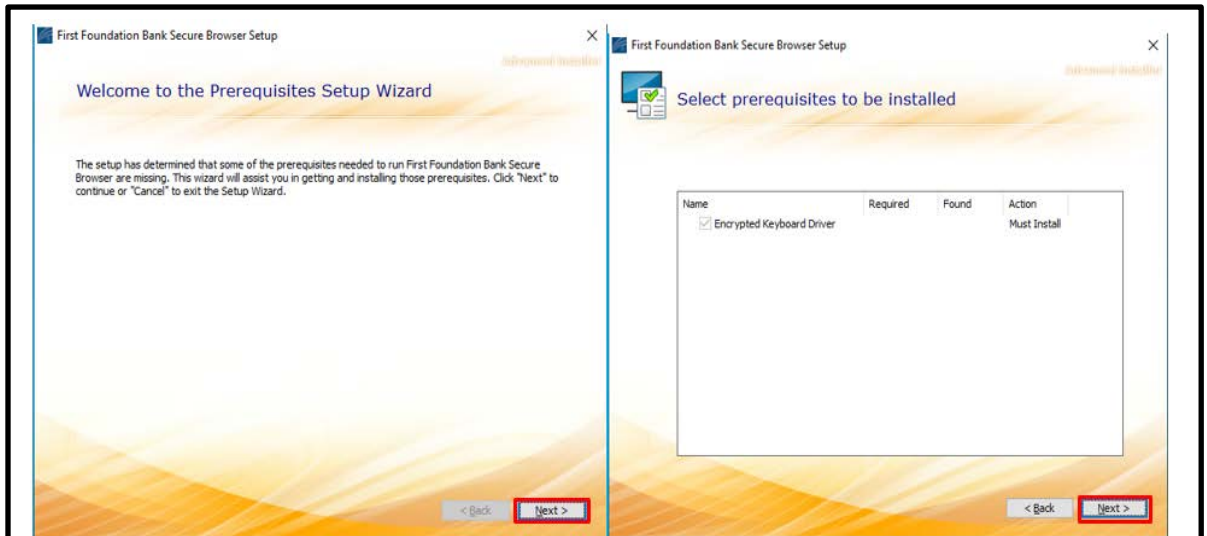 First Foundation Bank Secure Browser Setup
Advanced Installer
Welcome to the Prerequisites Setup Wizard
The setup has determined that some of the prerequisites needed to run First Foundation Bank Secure
Browser are missing. This wizard will assist you in getting and installing those prerequisites. Click "Next" to
continue or "Cancel" to exit the Setup Wizard.
< Back Next >
First Foundation Bank Secure Browser Setup
Advanced Installer
Select prerequisites to be installed
Name Required Found Action
Encrypted Keyboard Driver Must Install
< Back Next >